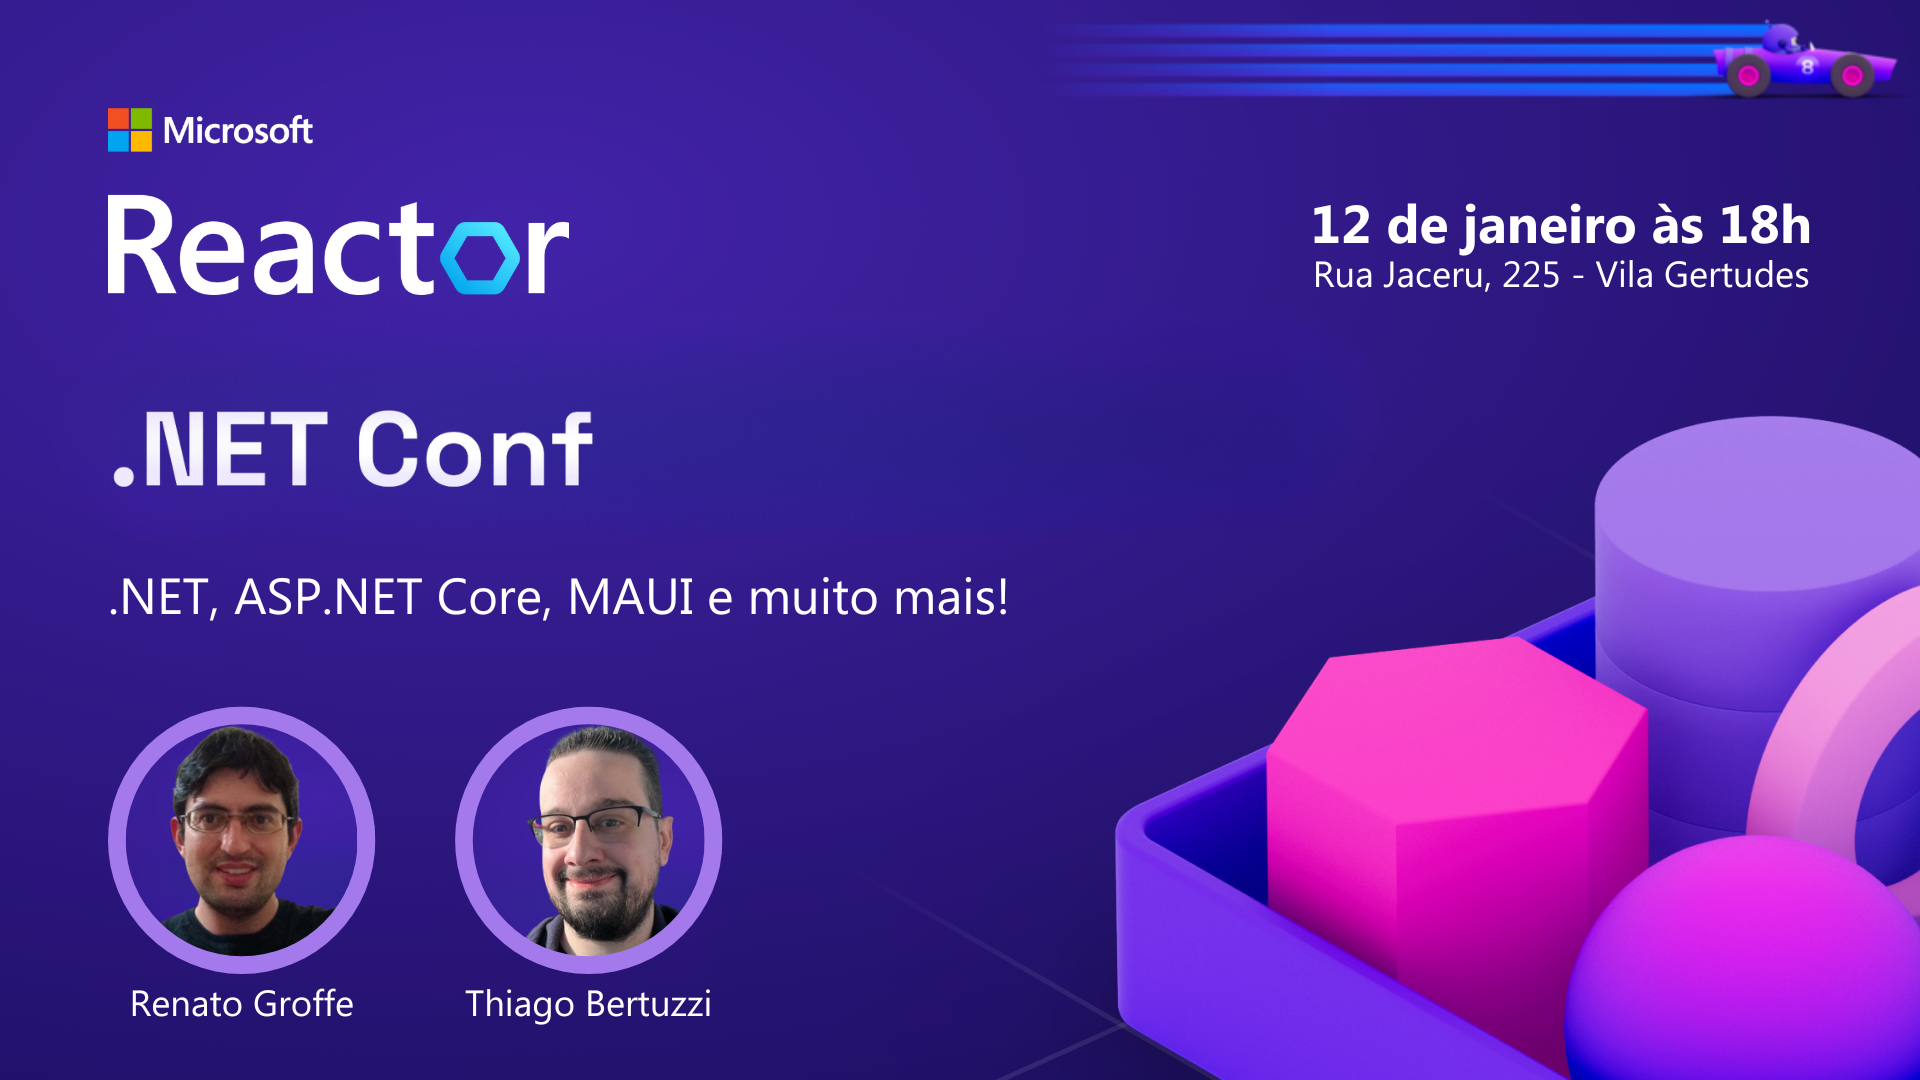 Microsoft
Reactor
12 de janeiro às 18h
Rua Jaceru, 225 - Vila Gertudes
.NET Conf
.NET, ASP.NET Core, MAUI e muito mais!
Renato Groffe
Thiago Bertuzzi
8